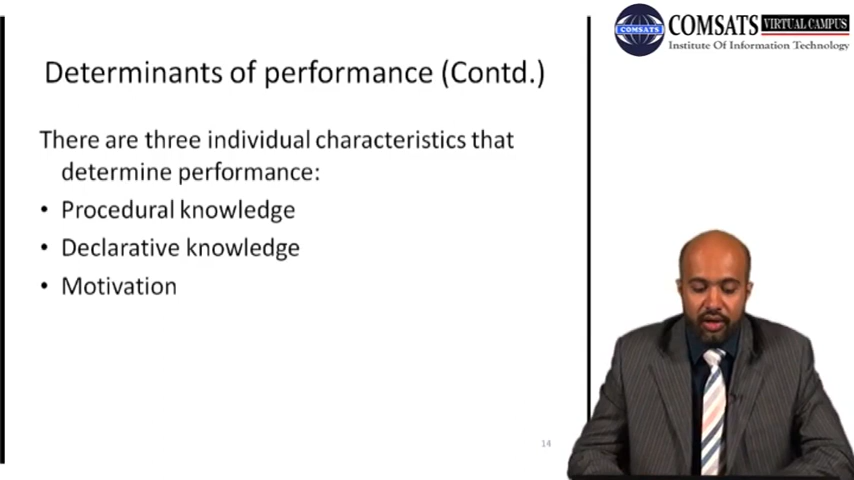 COMSATS VIRTUAL CAMPUS
COMSATS
Institute Of Information Technology
Determinants of performance (Contd.)
There are three individual characteristics that
determine performance:
• Procedural knowledge
• Declarative knowledge
• Motivation
14